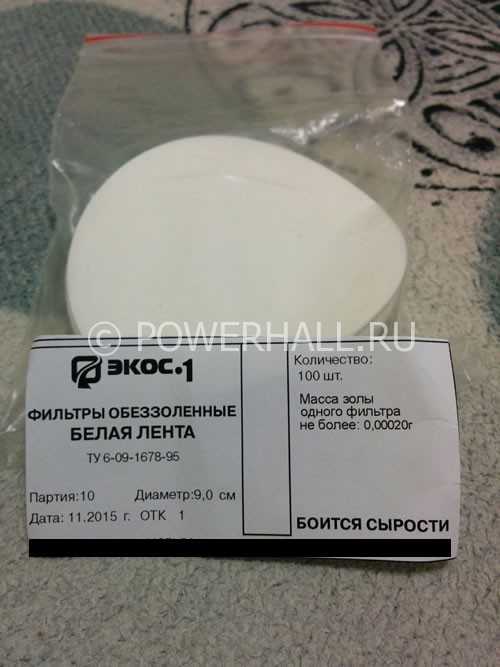 © POWERHALL.RU
ЭКОС-1
ФИЛЬТРЫ ОБЕЗЗОЛЕННЫЕ
БЕЛАЯ ЛЕНТА
ТУ 6-09-1678-95
Партия:10 Диаметр:9,0 см
Дата: 11.2015 г. ОТК 1
Количество:
100 шт.
Масса золы
одного фильтра
не более: 0,00020г
БОИТСЯ СЫРОСТИ